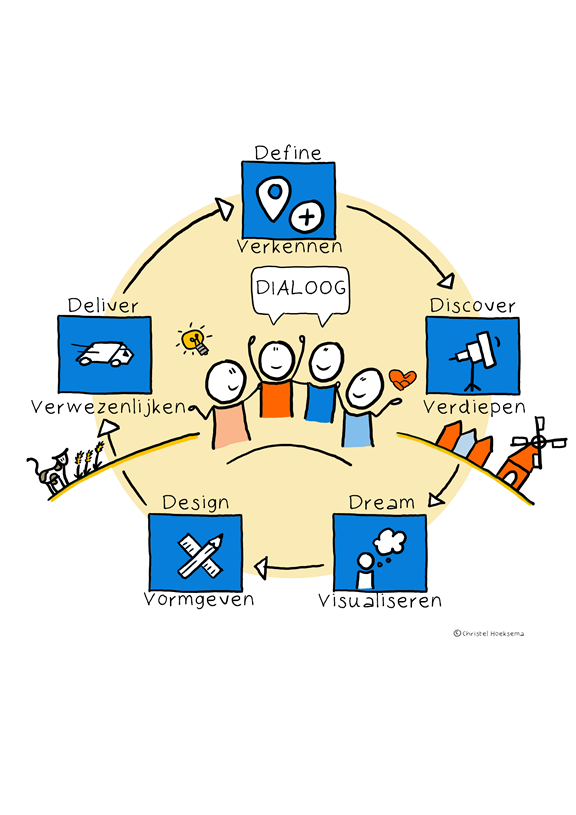 Define
Verkennen
DIALOOG
Deliver
Discover
Verwezenlijken
Verdiepen
Design
Dream
Vormgeven
Visualiseren
©Christel Hoeksema